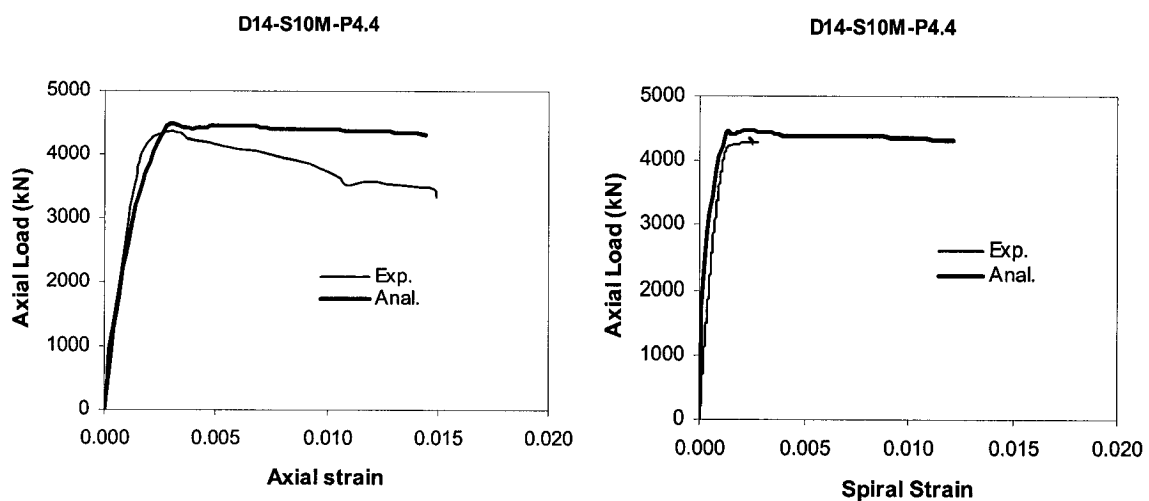 D14-S10M-P4.4
5000
4000
3000
2000
1000
0
Axial Load (kN)
Exp.
Anal.
0.000 0.005 0.010 0.015 0.020
Axial strain
D14-S10M-P4.4
5000
4000
3000
2000
1000
0
Axial Load (kN)
Exp.
Anal.
0.000 0.005 0.010 0.015 0.020
Spiral Strain